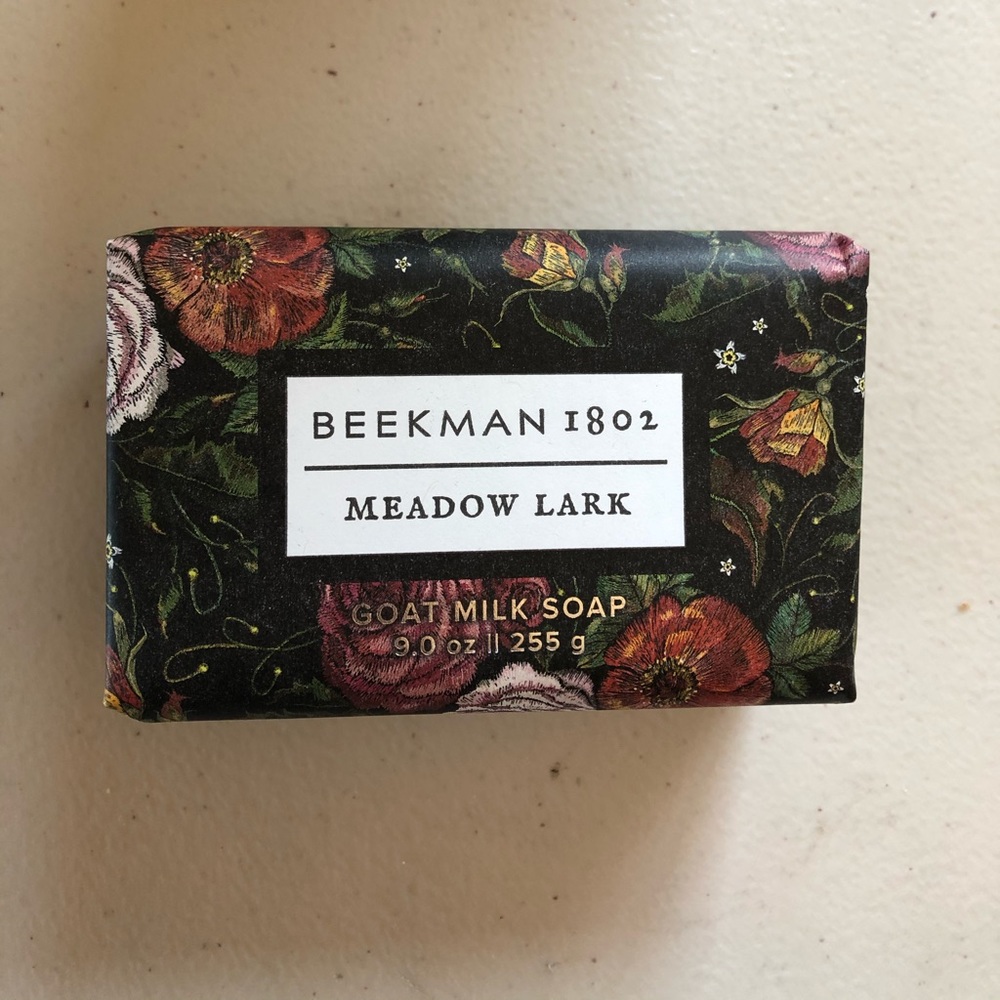 BEEKMAN 1802
MEADOW LARK
GOAT MILK SOAP
9.0 oz || 255 g